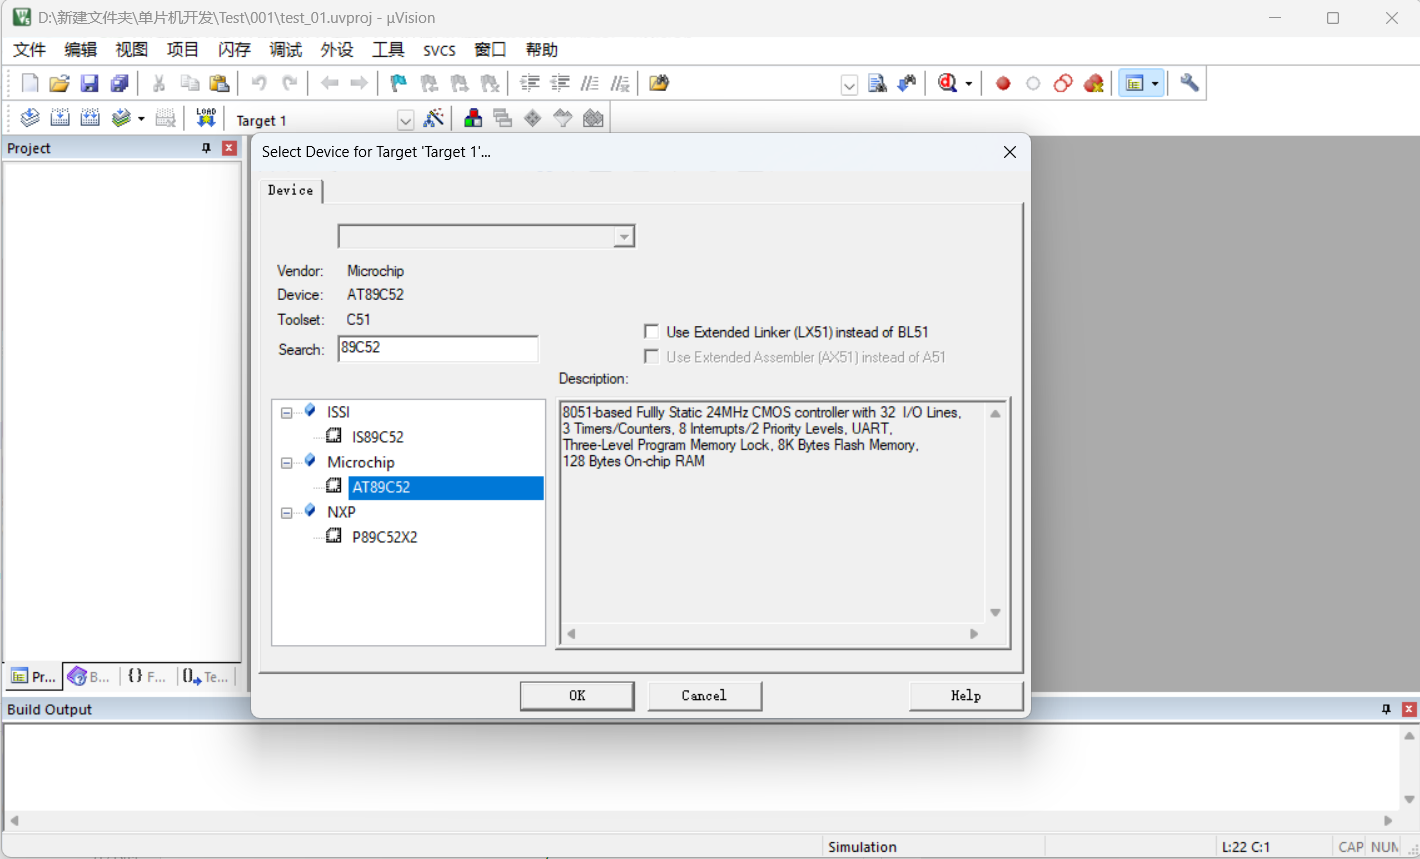 D:\新建文件夹\单片机开发\Test\001\test_01.uvproj - µVision
文件 编辑 视图 项目 闪存 调试 外设 工具 SVCS 窗口 帮助
LOAD
Target 1
Project
Select Device for Target 'Target 1'...
Device
Vendor: Microchip
Device: AT89C52
Toolset: C51
Search: 89C52
Use Extended Linker (LX51) instead of BL51
Use Extended Assembler (AX51) instead of A51
Description:
ISSI
IS89C52
Microchip
AT89C52
NXP
P89C52X2
8051-based Fullly Static 24MHz CMOS controller with 32  I/O Lines,
3 Timers/Counters, 8 Interrupts/2 Priority Levels, UART,
Three-Level Program Memory Lock, 8K Bytes Flash Memory,
128 Bytes On-chip RAM
Pr... B... {} F... Te...
OK Cancel Help
Build Output
Simulation L:22 C:1 CAP NUM